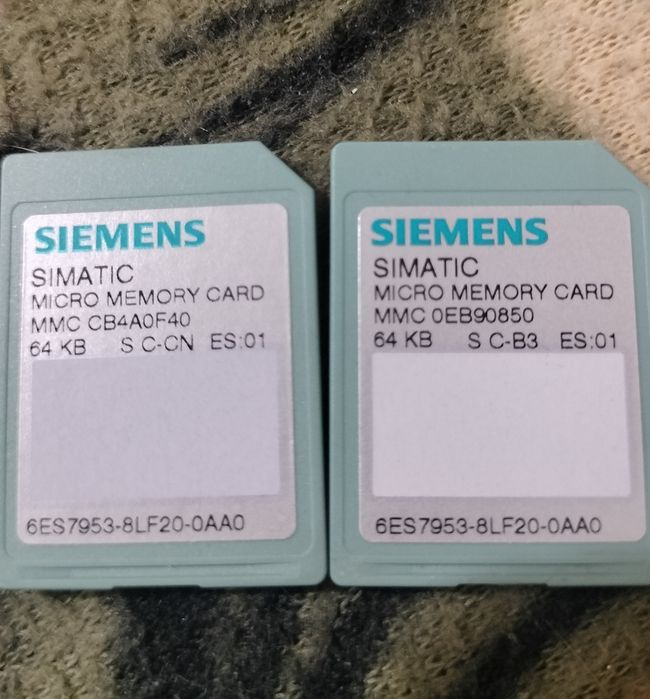 SIEMENS
SIMATIC
MICRO MEMORY CARD
MMC CB4A0F40
64 KB S C-CN ES:01
6ES7953-8LF20-0AA0
SIEMENS
SIMATIC
MICRO MEMORY CARD
MMC 0EB90850
64 KB S C-B3 ES:01
6ES7953-8LF20-0AA0